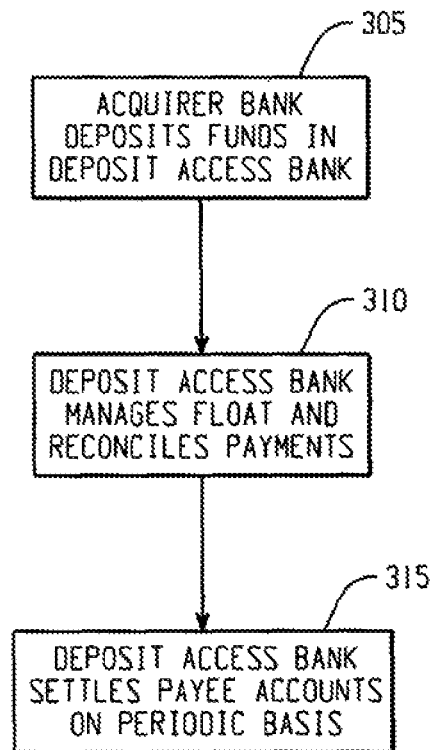 305
ACQUIRER BANK
DEPOSITS FUNDS IN
DEPOSIT ACCESS BANK
310
DEPOSIT ACCESS BANK
MANAGES FLOAT AND
RECONCILES PAYMENTS
315
DEPOSIT ACCESS BANK
SETTLES PAYEE ACCOUNTS
ON PERIODIC BASIS